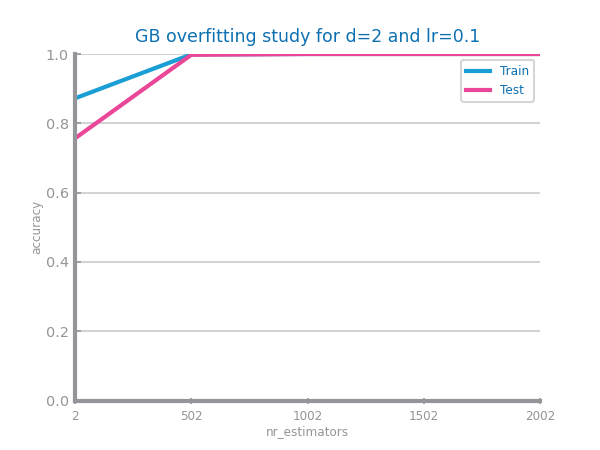 GB overfitting study for d=2 and lr=0.1
1.0
0.8
0.6
0.4
0.2
0.0
accuracy
Train
Test
2 502 1002 1502 2002
nr_estimators